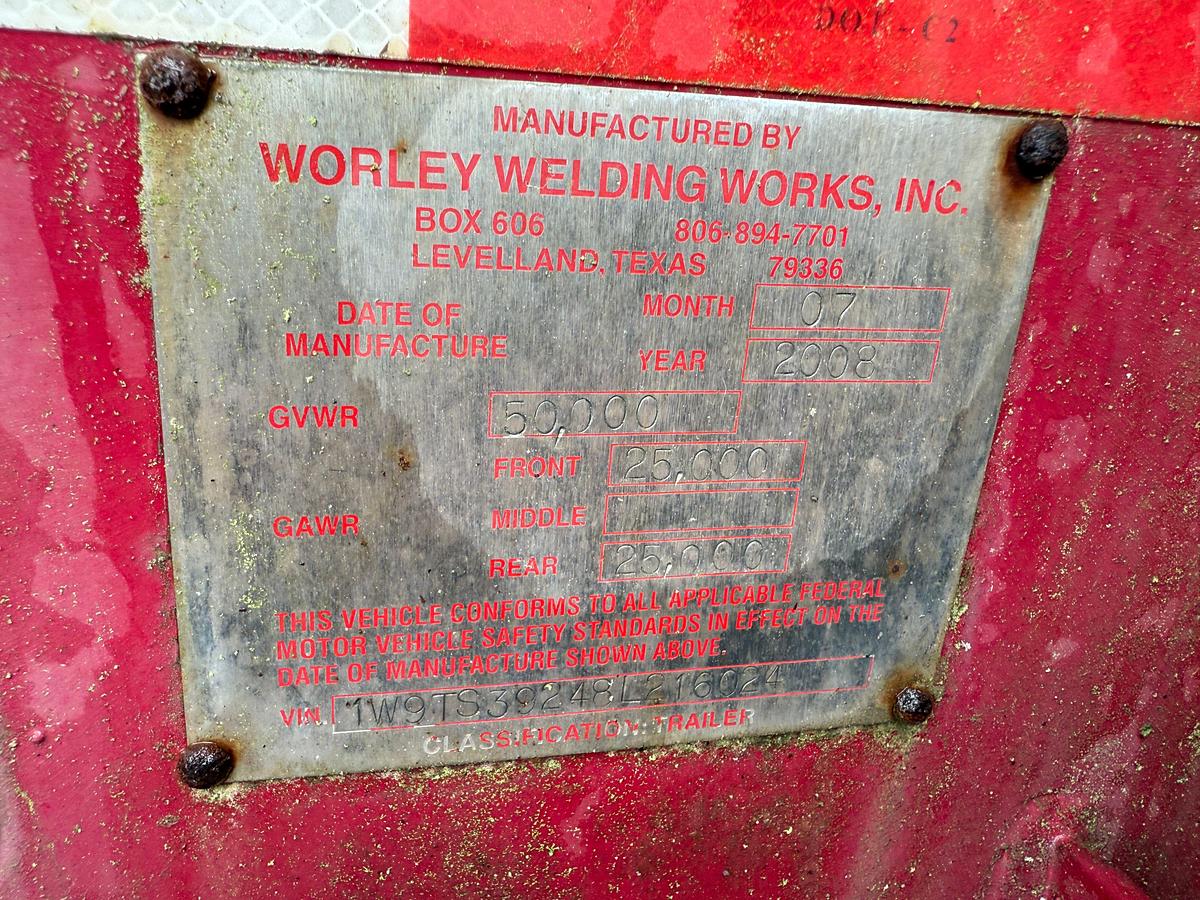 DOT-C2
MANUFACTURED BY
WORLEY WELDING WORKS, INC.
BOX 606 806-894-7701
LEVELLAND, TEXAS 79336
DATE OF MANUFACTURE
MONTH 07
YEAR 2008
GVWR 50,000
GAWR
FRONT 25,000
MIDDLE
REAR 25,000
THIS VEHICLE CONFORMS TO ALL APPLICABLE FEDERAL
MOTOR VEHICLE SAFETY STANDARDS IN EFFECT ON THE
DATE OF MANUFACTURE SHOWN ABOVE.
VIN 1W9TS39248L216024
CLASSIFICATION: TRAILER